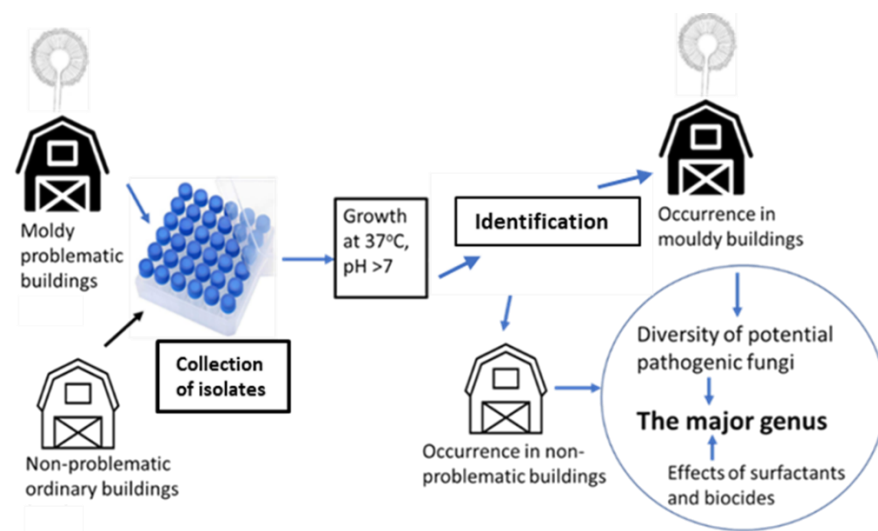 Moldy
problematic
buildings
Non-problematic
ordinary buildings
Collection
of isolates
Growth
at 37°C,
pH >7
Identification
Occurrence in
mouldy buildings
Occurrence in non-
problematic buildings
Diversity of potential
pathogenic fungi
The major genus
Effects of surfactants
and biocides